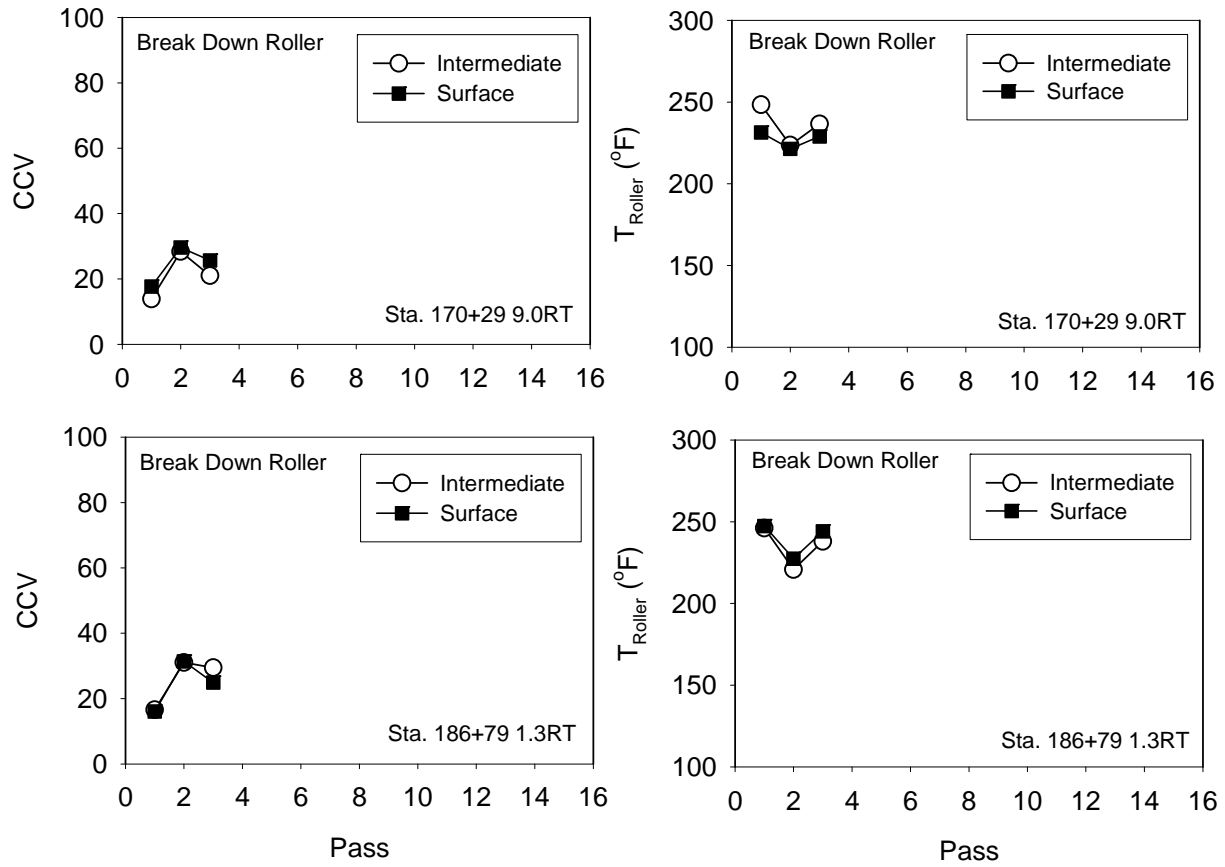 Break Down Roller
Intermediate
Surface
CCV
100
80
60
40
20
0
Sta. 170+29 9.0RT
0 2 4 6 8 10 12 14 16
Break Down Roller
Intermediate
Surface
T_Roller (°F)
300
250
200
150
100
Sta. 170+29 9.0RT
0 2 4 6 8 10 12 14 16
Break Down Roller
Intermediate
Surface
CCV
100
80
60
40
20
0
Sta. 186+79 1.3RT
0 2 4 6 8 10 12 14 16
Pass
Break Down Roller
Intermediate
Surface
T_Roller (°F)
300
250
200
150
100
Sta. 186+79 1.3RT
0 2 4 6 8 10 12 14 16
Pass